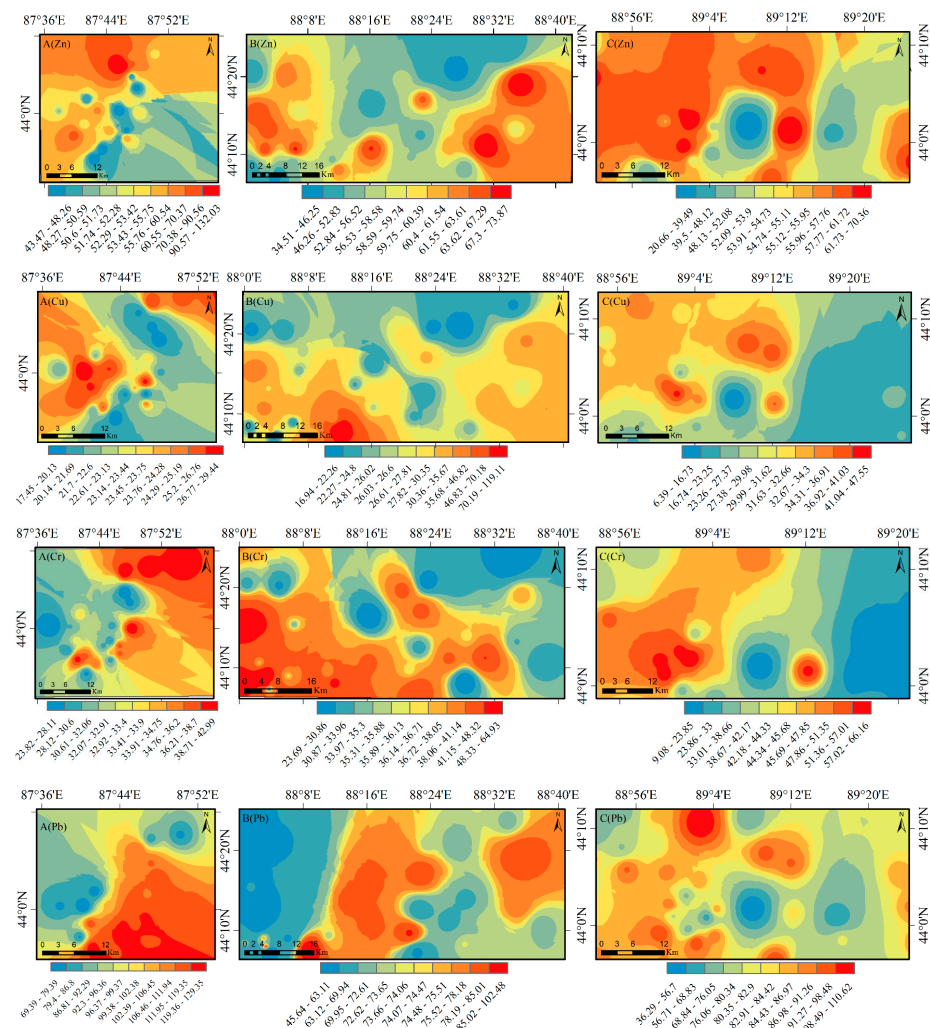 87°36'E 87°44'E 87°52'E
44°0'N
A(Zn)
N
0 3 6 12
Km
43.47 - 48.26
48.27 - 50.59
50.6 - 51.73
51.74 - 52.28
52.29 - 53.42
53.43 - 55.75
55.76 - 60.54
60.55 - 70.37
70.38 - 90.56
90.57 - 132.03
88°8'E 88°16'E 88°24'E 88°32'E 88°40'E
44°20'N
44°10'N
B(Zn)
N
0 2 4 8 12 16
Km
34.51 - 46.25
46.26 - 52.83
52.84 - 56.52
56.53 - 58.58
58.59 - 59.74
59.75 - 60.39
60.4 - 61.54
61.55 - 63.61
63.62 - 67.29
67.3 - 73.87
88°56'E 89°4'E 89°12'E 89°20'E
44°10'N
44°0'N
C(Zn)
N
0 3 6 12
Km
20.66 - 39.49
39.5 - 48.12
48.13 - 52.08
52.09 - 53.9
53.91 - 54.73
54.74 - 55.11
55.12 - 55.95
55.96 - 57.76
57.77 - 61.72
61.73 - 70.36
87°36'E 87°44'E 87°52'E
44°0'N
A(Cu)
N
0 3 6 12
Km
17.45 - 20.13
20.14 - 21.69
21.7 - 22.6
22.61 - 23.13
23.14 - 23.44
23.45 - 23.75
23.76 - 24.28
24.29 - 25.19
25.2 - 26.76
26.77 - 29.44
88°0'E 88°8'E 88°16'E 88°24'E 88°32'E 88°40'E
44°20'N
44°10'N
B(Cu)
N
0 2 4 8 12 16
Km
16.94 - 22.26
22.27 - 24.8
24.81 - 26.02
26.03 - 26.6
26.61 - 27.81
27.82 - 30.35
30.36 - 35.67
35.68 - 46.82
46.83 - 70.18
70.19 - 119.11
88°56'E 89°4'E 89°12'E 89°20'E
44°10'N
44°0'N
C(Cu)
N
0 3 6 12
Km
6.39 - 16.73
16.74 - 23.25
23.26 - 27.37
27.38 - 29.98
29.99 - 31.62
31.63 - 32.66
32.67 - 34.3
34.31 - 36.91
36.92 - 41.03
41.04 - 47.55
87°36'E 87°44'E 87°52'E
44°0'N
A(Cr)
N
0 3 6 12
Km
23.82 - 28.11
28.12 - 30.6
30.61 - 32.06
32.07 - 32.91
32.92 - 33.4
33.41 - 33.9
33.91 - 34.75
34.76 - 36.2
36.21 - 38.7
38.71 - 42.99
88°0'E 88°8'E 88°16'E 88°24'E 88°32'E 88°40'E
44°20'N
44°0'N
B(Cr)
N
0 4 8 16
Km
23.69 - 30.86
30.87 - 33.96
33.97 - 35.3
35.31 - 35.88
35.89 - 36.13
36.14 - 36.71
36.72 - 38.05
38.06 - 41.14
41.15 - 48.32
48.33 - 64.93
88°56'E 89°4'E 89°12'E 89°20'E
44°10'N
44°0'N
C(Cr)
N
0 3 6 12
Km
9.08 - 23.85
23.86 - 33
33.01 - 38.66
38.67 - 42.17
42.18 - 44.33
44.34 - 45.68
45.69 - 47.85
47.86 - 51.35
51.36 - 57.01
57.02 - 66.16
87°36'E 87°44'E 87°52'E
44°0'N
A(Pb)
N
0 3 6 12
Km
69.39 - 79.39
79.4 - 86.8
86.81 - 92.29
92.3 - 96.36
96.37 - 99.37
99.38 - 102.38
102.39 - 106.45
106.46 - 111.94
111.95 - 119.35
119.36 - 129.35
88°8'E 88°16'E 88°24'E 88°32'E 88°40'E
44°20'N
44°10'N
B(Pb)
N
0 2 4 8 12 16
Km
45.64 - 63.11
63.12 - 69.94
69.95 - 72.61
72.62 - 73.65
73.66 - 74.06
74.07 - 74.47
74.48 - 75.51
75.52 - 78.18
78.19 - 85.01
85.02 - 102.48
88°56'E 89°4'E 89°12'E 89°20'E
44°10'N
44°0'N
C(Pb)
N
0 3 6 12
Km
36.29 - 56.7
56.71 - 68.83
68.84 - 76.05
76.06 - 80.34
80.35 - 82.9
82.91 - 84.42
84.43 - 86.97
86.98 - 91.26
91.27 - 98.48
98.49 - 110.62